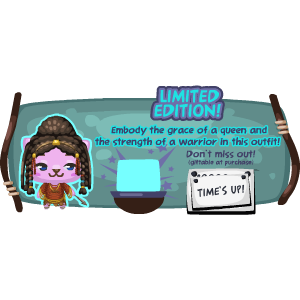 LIMITED
EDITION!
Embody the grace of a queen and
the strength of a warrior in this outfit!
Don't miss out!
(giftable at purchase)
TIME'S UP!